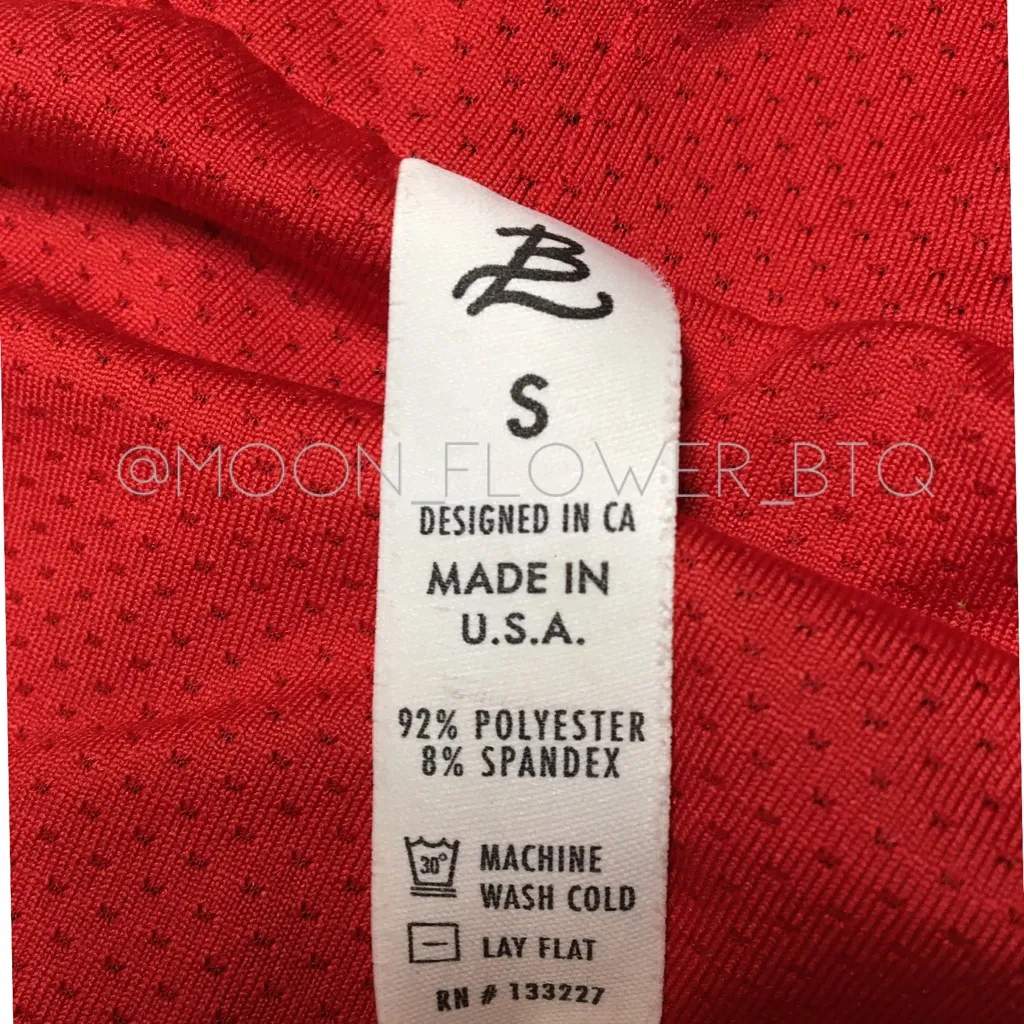 BL
S
@MOON_FLOWER_BTQ
DESIGNED IN CA
MADE IN
U.S.A.
92% POLYESTER
8% SPANDEX
30°
MACHINE
WASH COLD
LAY FLAT
RN # 133227